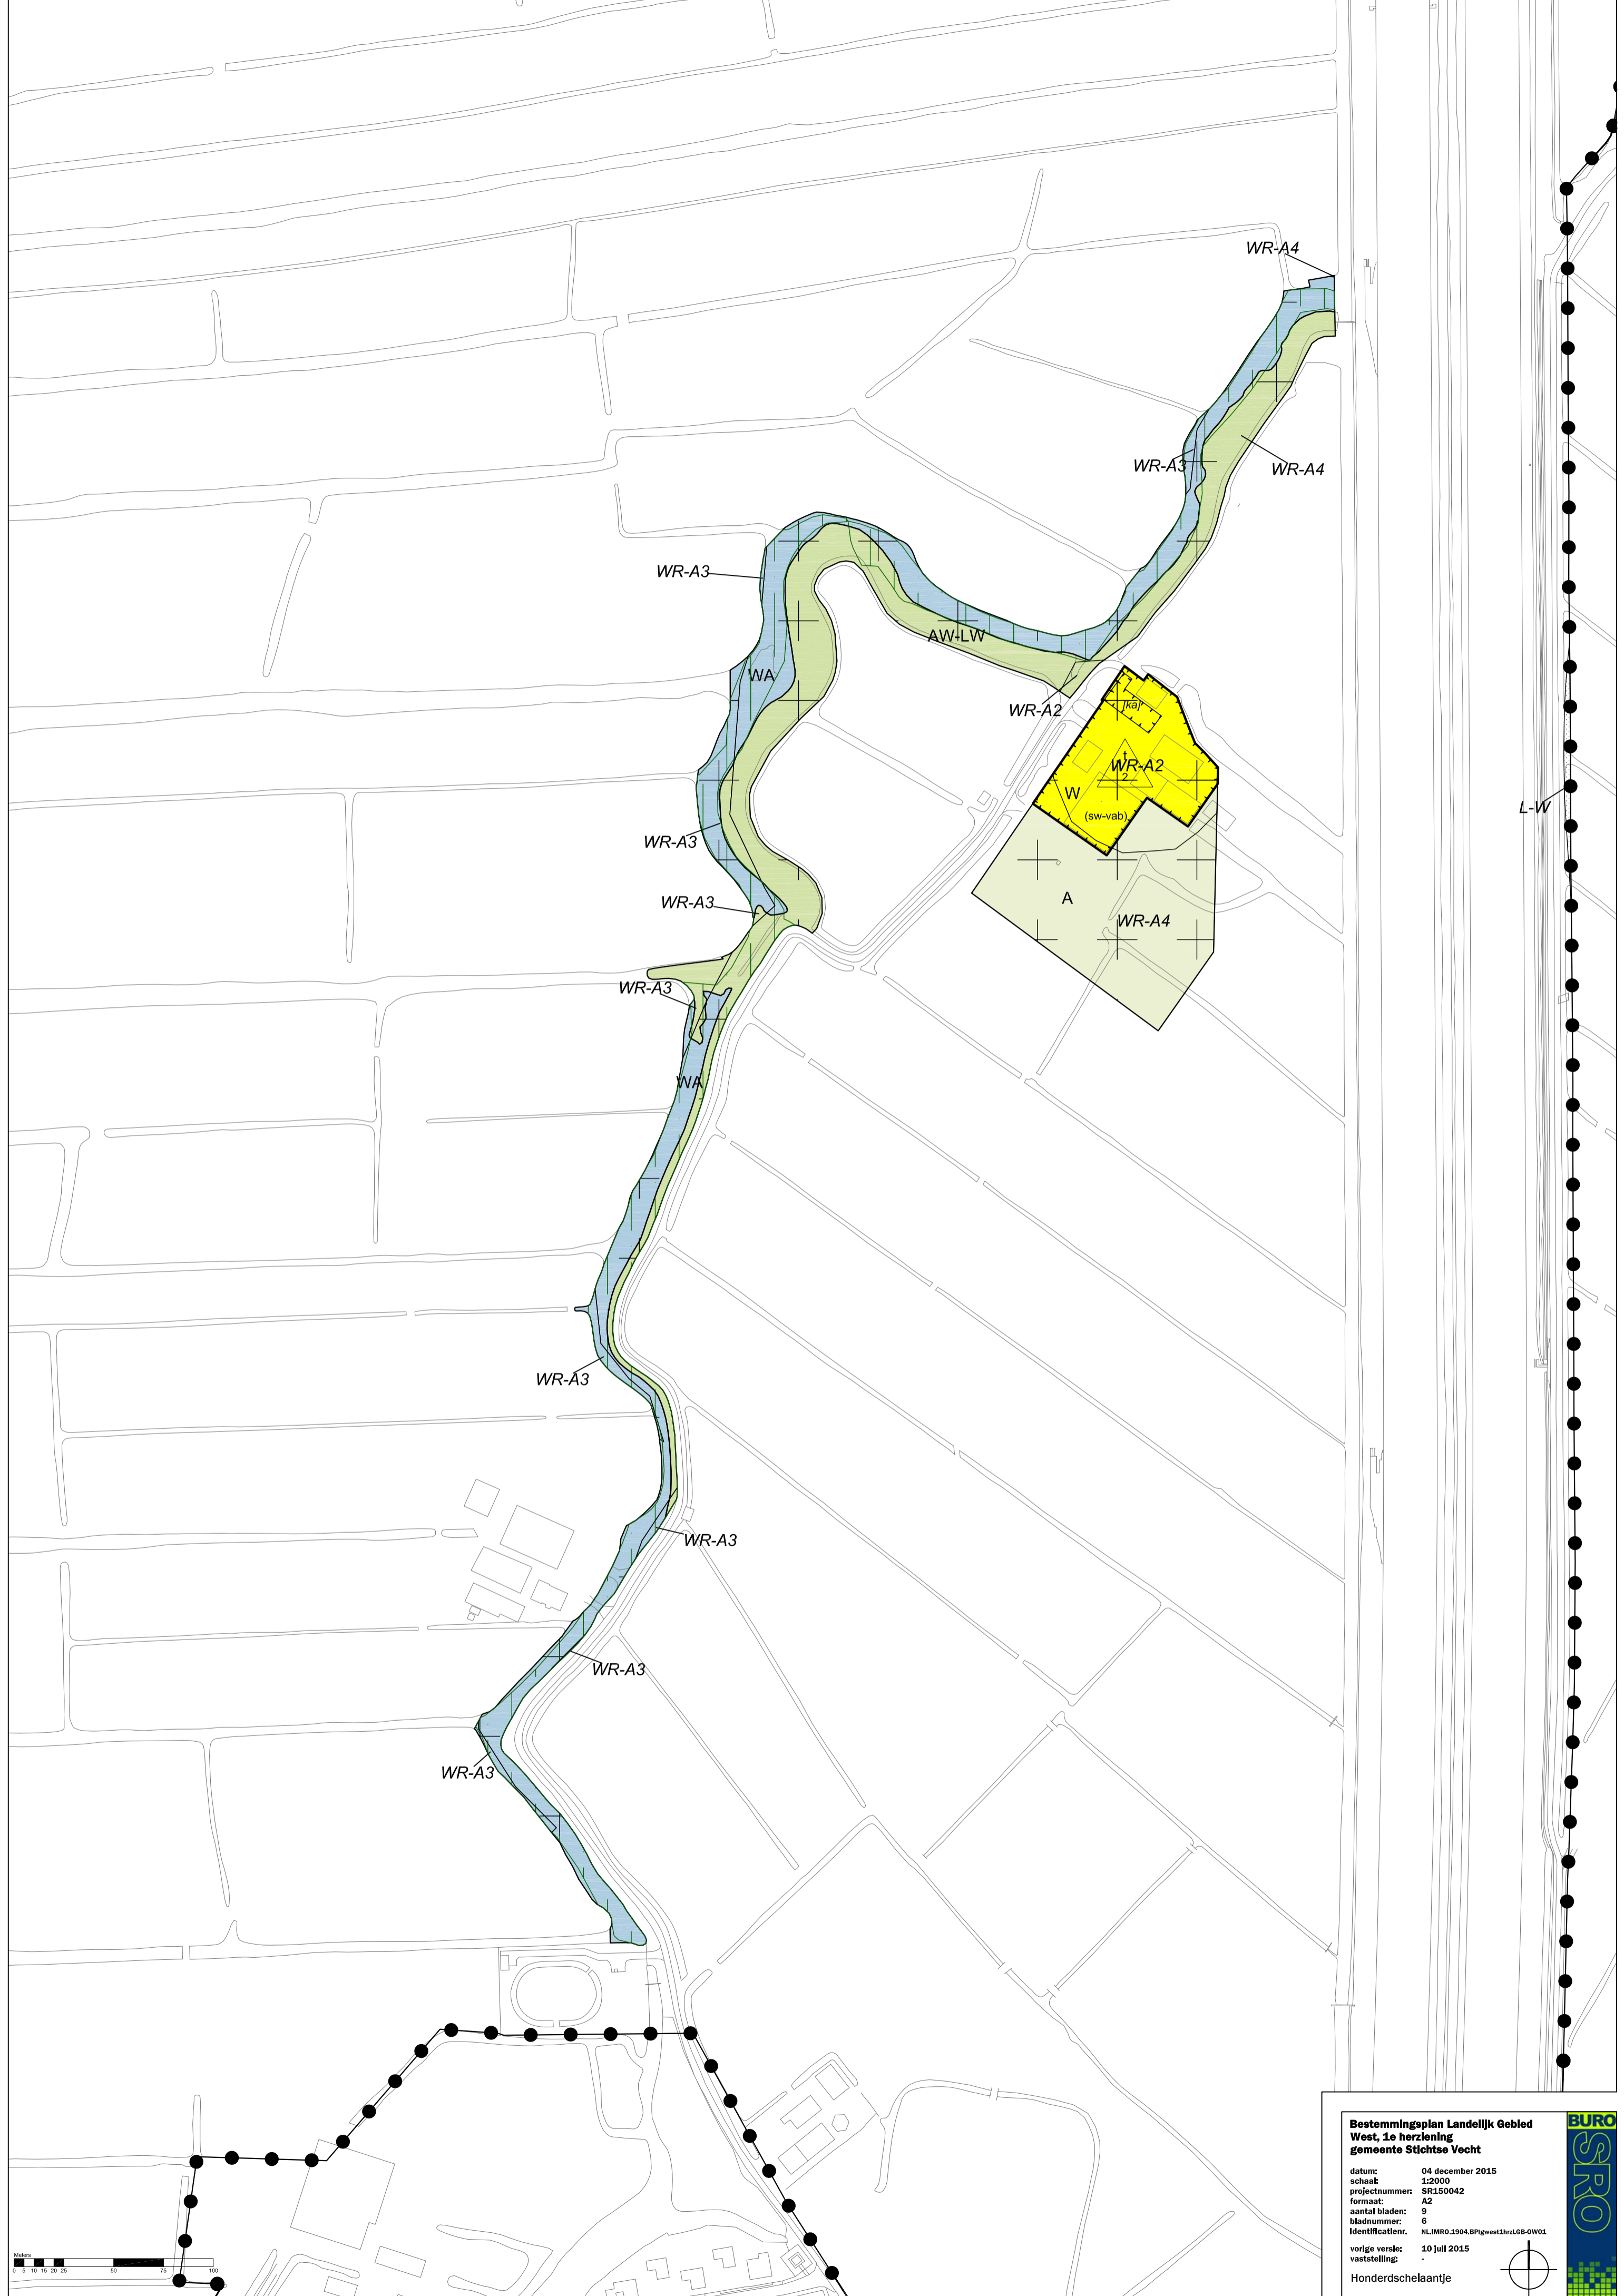 WR-A4
WR-A3
WR-A4
WR-A3
AW-LW
WA
WR-A2
[ka]
WR-A2
2
W
(sw-vab)
L-W
WR-A3
A
WR-A3
WR-A4
WR-A3
WA
WR-A3
WR-A3
WR-A3
WR-A3
Bestemmingsplan Landelijk Gebied
West, 1e herziening
gemeente Stichtse Vecht
datum: 04 december 2015
schaal: 1:2000
projectnummer: SR150042
formaat: A2
aantal bladen: 9
bladnummer: 6
Identificatienr. NL.IMRO.1904.BPlgwest1hrzLGB-OW01
vorige versie: 10 juli 2015
vaststelling: -
Honderdschelaantje
BURO
SRO
Meters
0 5 10 15 20 25 50 75 100